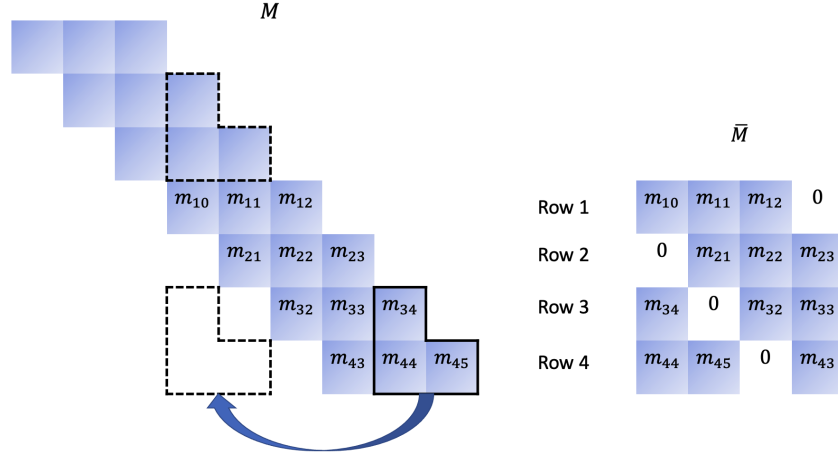 M
M̄
m₁₀ m₁₁ m₁₂ Row 1 m₁₀ m₁₁ m₁₂ 0
m₂₁ m₂₂ m₂₃ Row 2 0 m₂₁ m₂₂ m₂₃
m₃₂ m₃₃ m₃₄ Row 3 m₃₄ 0 m₃₂ m₃₃
m₄₃ m₄₄ m₄₅ Row 4 m₄₄ m₄₅ 0 m₄₃